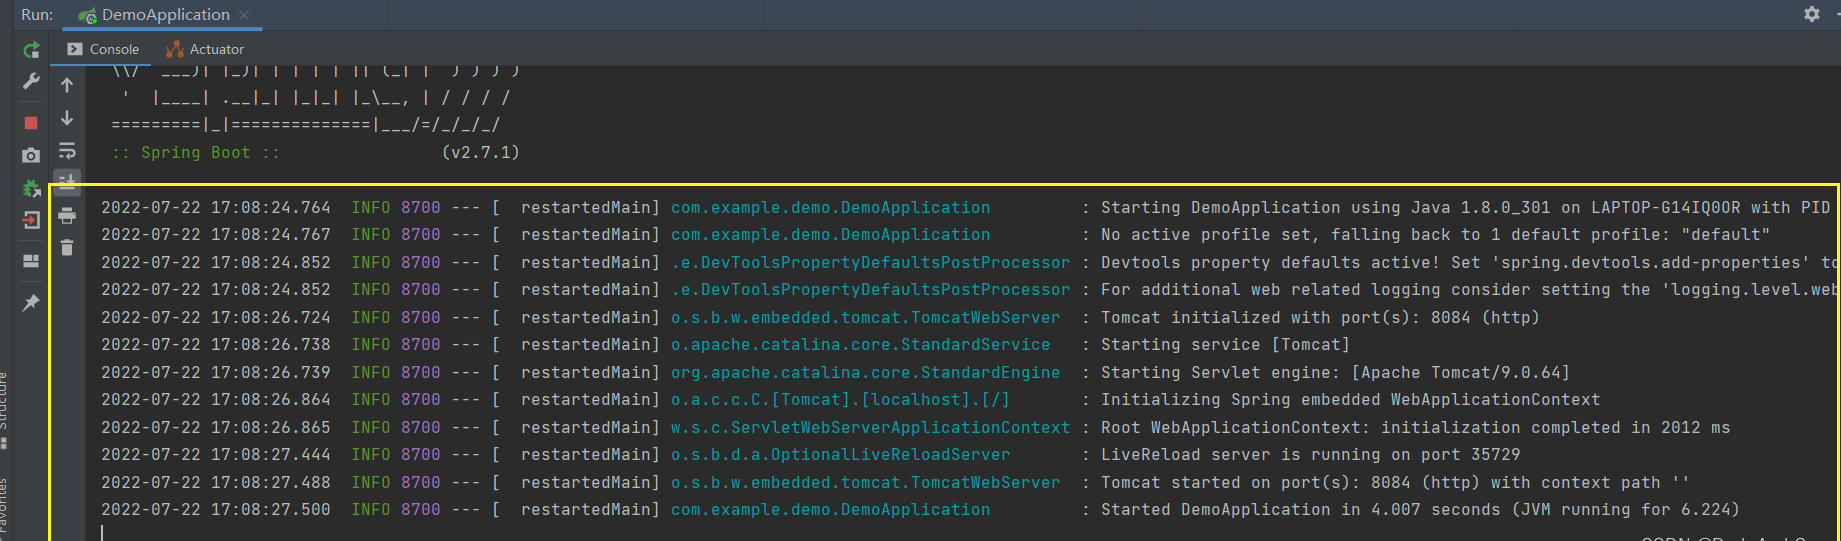 Run: DemoApplication
Console Actuator
\\/  ___)| |_)| | | | | || (_| |  ) ) ) )
'  |____| .__|_| |_|_| |_\__, | / / / /
=========|_|==============|___/=/_/_/_/
:: Spring Boot :: (v2.7.1)
2022-07-22 17:08:24.764 INFO 8700 --- [ restartedMain] com.example.demo.DemoApplication : Starting DemoApplication using Java 1.8.0_301 on LAPTOP-G14IQ0OR with PID
2022-07-22 17:08:24.767 INFO 8700 --- [ restartedMain] com.example.demo.DemoApplication : No active profile set, falling back to 1 default profile: "default"
2022-07-22 17:08:24.852 INFO 8700 --- [ restartedMain] .e.DevToolsPropertyDefaultsPostProcessor : Devtools property defaults active! Set 'spring.devtools.add-properties' to
2022-07-22 17:08:24.852 INFO 8700 --- [ restartedMain] .e.DevToolsPropertyDefaultsPostProcessor : For additional web related logging consider setting the 'logging.level.web
2022-07-22 17:08:26.724 INFO 8700 --- [ restartedMain] o.s.b.w.embedded.tomcat.TomcatWebServer : Tomcat initialized with port(s): 8084 (http)
2022-07-22 17:08:26.738 INFO 8700 --- [ restartedMain] o.apache.catalina.core.StandardService : Starting service [Tomcat]
2022-07-22 17:08:26.739 INFO 8700 --- [ restartedMain] org.apache.catalina.core.StandardEngine : Starting Servlet engine: [Apache Tomcat/9.0.64]
2022-07-22 17:08:26.864 INFO 8700 --- [ restartedMain] o.a.c.c.C.[Tomcat].[localhost].[/] : Initializing Spring embedded WebApplicationContext
2022-07-22 17:08:26.865 INFO 8700 --- [ restartedMain] w.s.c.ServletWebServerApplicationContext : Root WebApplicationContext: initialization completed in 2012 ms
2022-07-22 17:08:27.444 INFO 8700 --- [ restartedMain] o.s.b.d.a.OptionalLiveReloadServer : LiveReload server is running on port 35729
2022-07-22 17:08:27.488 INFO 8700 --- [ restartedMain] o.s.b.w.embedded.tomcat.TomcatWebServer : Tomcat started on port(s): 8084 (http) with context path ''
2022-07-22 17:08:27.500 INFO 8700 --- [ restartedMain] com.example.demo.DemoApplication : Started DemoApplication in 4.007 seconds (JVM running for 6.224)
Structure
Favorites